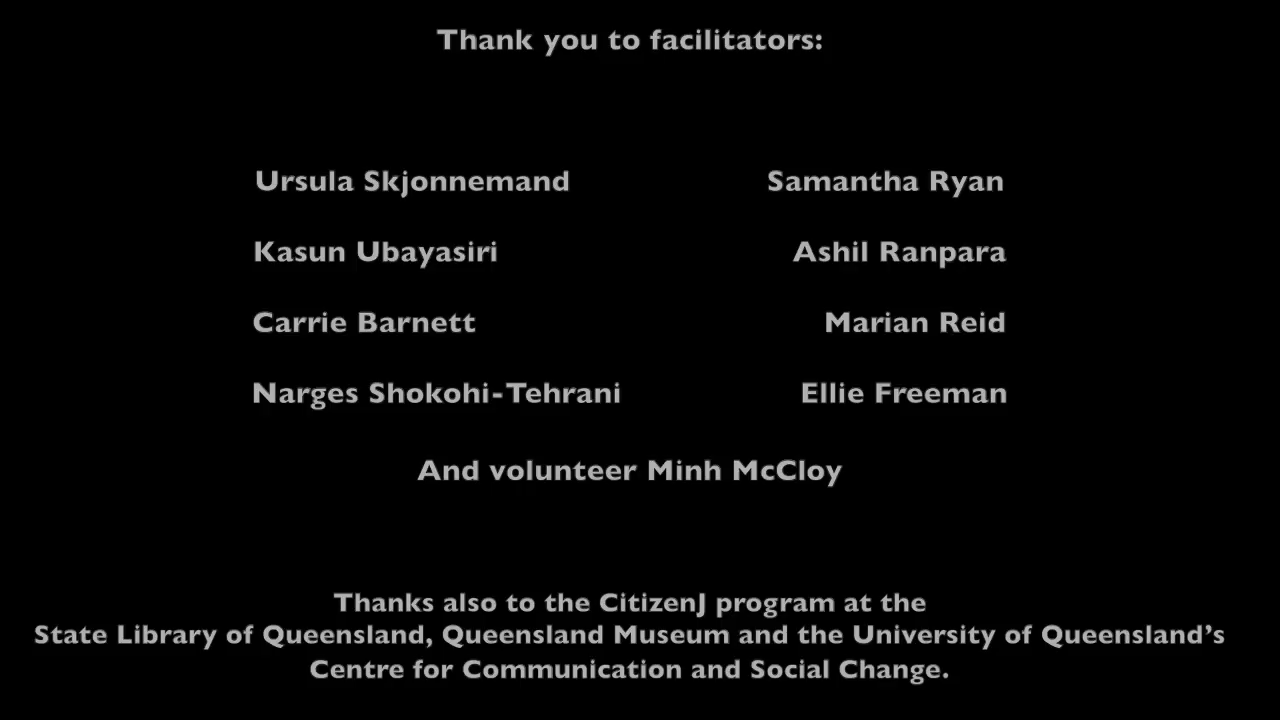 Thank you to facilitators:
Ursula Skjonnemand Samantha Ryan
Kasun Ubayasiri Ashil Ranpara
Carrie Barnett Marian Reid
Narges Shokohi-Tehrani Ellie Freeman
And volunteer Minh McCloy
Thanks also to the CitizenJ program at the
State Library of Queensland, Queensland Museum and the University of Queensland’s
Centre for Communication and Social Change.